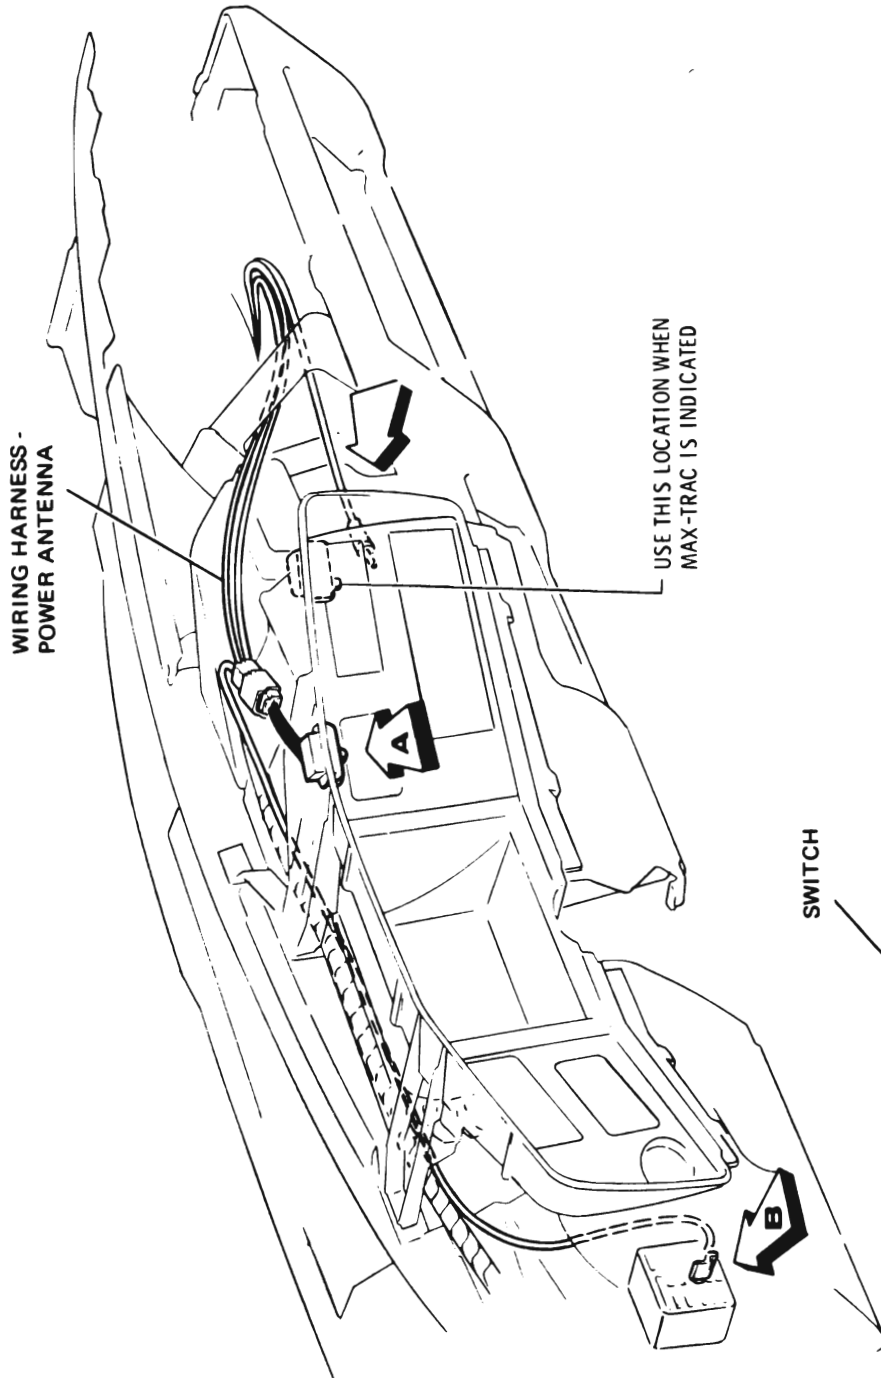 WIRING HARNESS -
POWER ANTENNA
USE THIS LOCATION WHEN
MAX-TRAC IS INDICATED
A
SWITCH
B